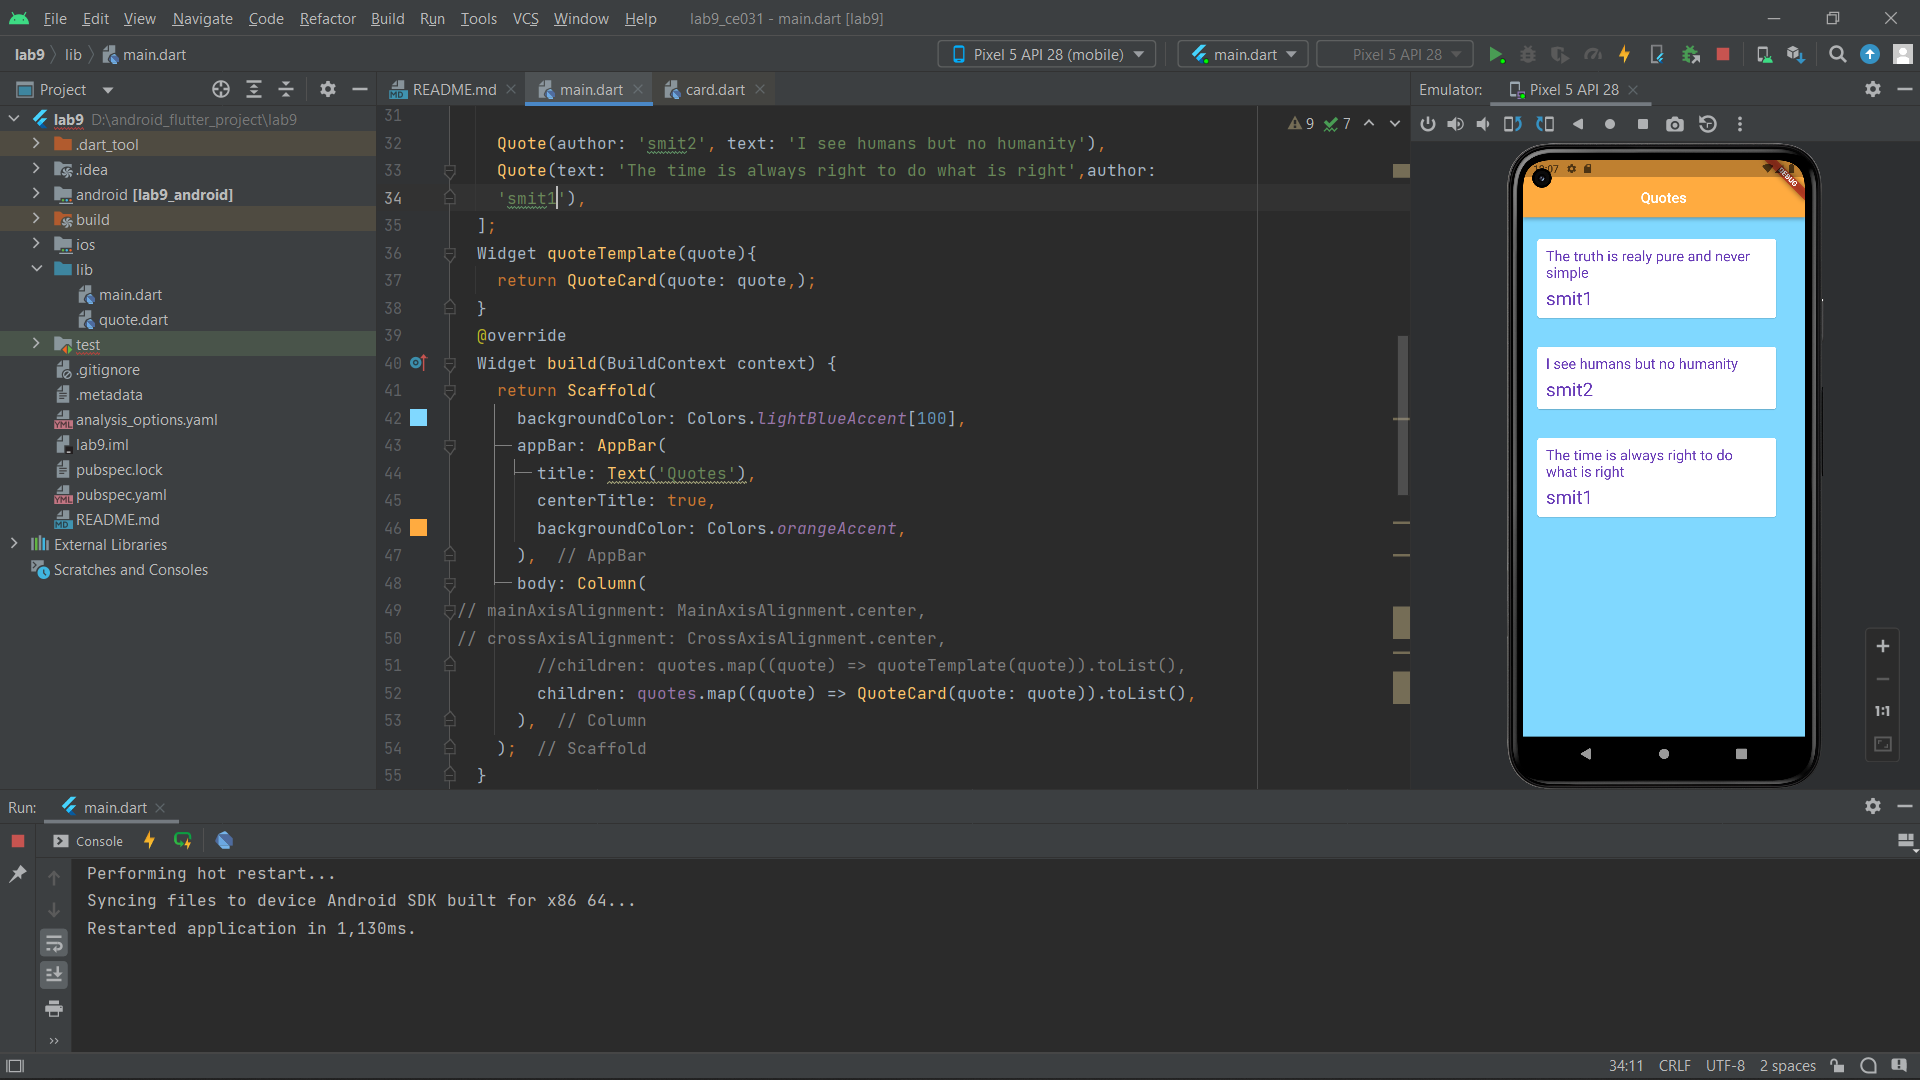 File Edit View Navigate Code Refactor Build Run Tools VCS Window Help lab9_ce031 - main.dart [lab9]
lab9 lib main.dart
Pixel 5 API 28 (mobile) main.dart Pixel 5 API 28
Project
README.md main.dart card.dart
Emulator: Pixel 5 API 28
lab9 D:\android_flutter_project\lab9
.dart_tool
.idea
android [lab9_android]
build
ios
lib
main.dart
quote.dart
test
.gitignore
.metadata
analysis_options.yaml
lab9.iml
pubspec.lock
pubspec.yaml
README.md
External Libraries
Scratches and Consoles
9 7
31
32 Quote(author: 'smit2', text: 'I see humans but no humanity'),
33 Quote(text: 'The time is always right to do what is right',author:
34 'smit1'),
35 ];
36 Widget quoteTemplate(quote){
37 return QuoteCard(quote: quote,);
38 }
39 @override
40 Widget build(BuildContext context) {
41 return Scaffold(
42 backgroundColor: Colors.lightBlueAccent[100],
43 appBar: AppBar(
44 title: Text('Quotes'),
45 centerTitle: true,
46 backgroundColor: Colors.orangeAccent,
47 ), // AppBar
48 body: Column(
49 // mainAxisAlignment: MainAxisAlignment.center,
50 // crossAxisAlignment: CrossAxisAlignment.center,
51 //children: quotes.map((quote) => quoteTemplate(quote)).toList(),
52 children: quotes.map((quote) => QuoteCard(quote: quote)).toList(),
53 ), // Column
54 ); // Scaffold
55 }
DEBUG
Quotes
The truth is realy pure and never
simple
smit1
I see humans but no humanity
smit2
The time is always right to do
what is right
smit1
1:1
Run: main.dart
Console
Performing hot restart...
Syncing files to device Android SDK built for x86 64...
Restarted application in 1,130ms.
34:11 CRLF UTF-8 2 spaces